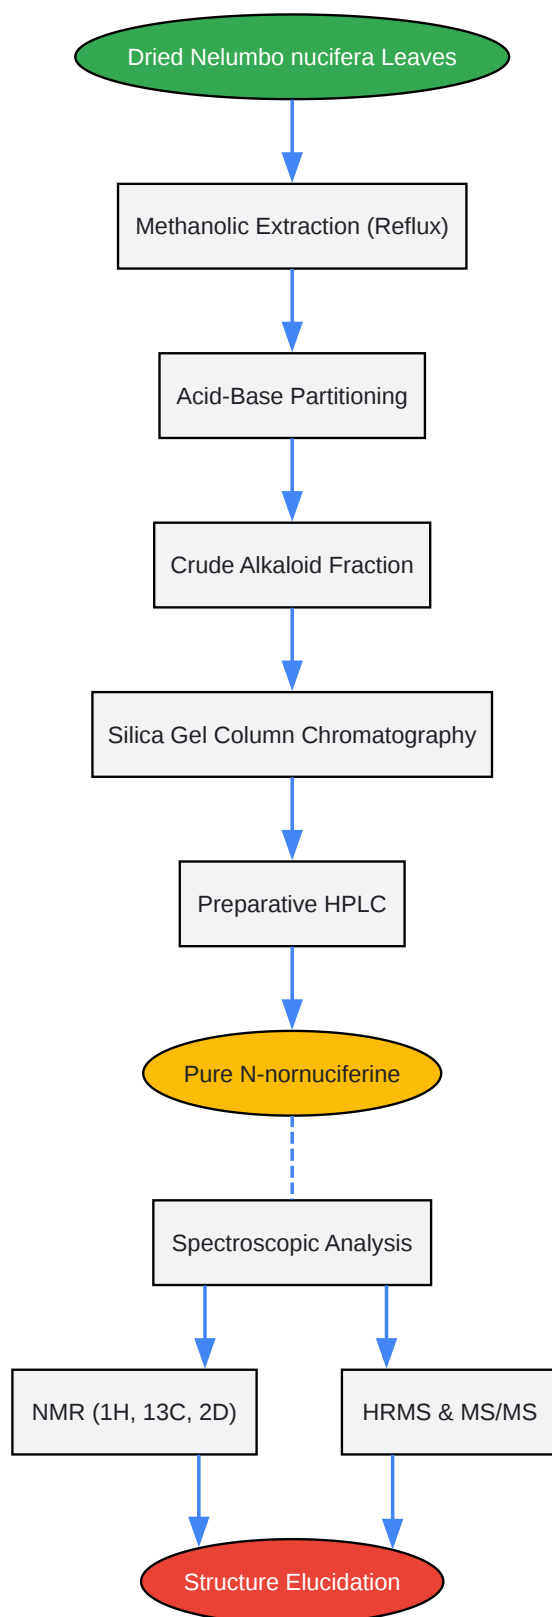 Dried Nelumbo nucifera Leaves
Methanolic Extraction (Reflux)
Acid-Base Partitioning
Crude Alkaloid Fraction
Silica Gel Column Chromatography
Preparative HPLC
Pure N-nornuciferine
Spectroscopic Analysis
NMR (1H, 13C, 2D)
HRMS & MS/MS
Structure Elucidation